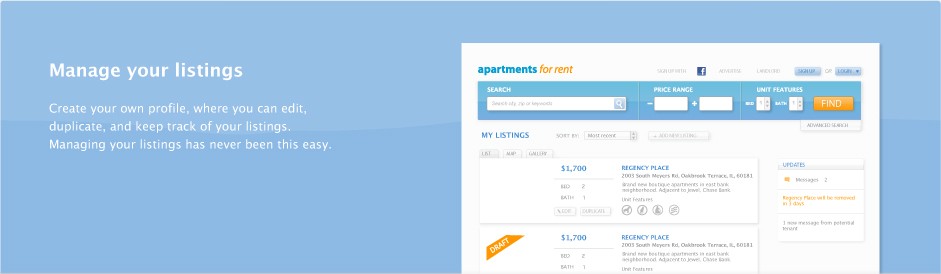 Manage your listings
Create your own profile, where you can edit,
duplicate, and keep track of your listings.
Managing your listings has never been this easy.
apartments for rent
SIGN UP WITH
ADVERTISE
LANDLORD
SIGN UP OR LOGIN
SEARCH PRICE RANGE UNIT FEATURES
Search city, zip or keywords
BED BATH FIND
ADVANCED SEARCH
MY LISTINGS SORT BY: Most recent + ADD NEW LISTING
LIST MAP GALLERY
$1,700 REGENCY PLACE
2003 South Meyers Rd, Oakbrook Terrace, IL, 60181
BED 2
Brand new boutique apartments in east bank
neighborhood. Adjacent to Jewel, Chase Bank.
BATH 1
Unit Features
EDIT DUPLICATE
UPDATES
Messages 2
Regency Place will be removed
in 3 days
1 new message from potential
tenant
DRAFT
$1,700 REGENCY PLACE
2003 South Meyers Rd, Oakbrook Terrace, IL, 60181
BED 2
Brand new boutique apartments in east bank
neighborhood. Adjacent to Jewel, Chase Bank.
BATH 1
Unit Features